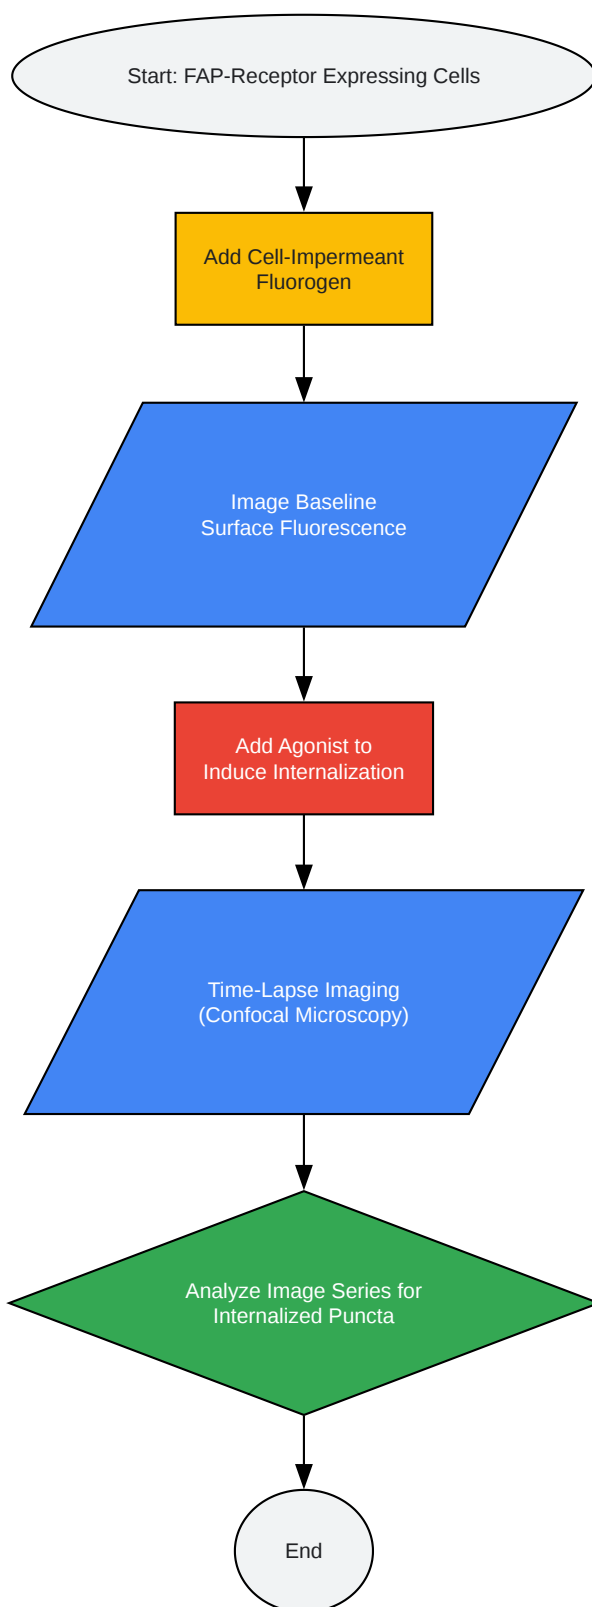 Start: FAP-Receptor Expressing Cells
Add Cell-Impermeant
Fluorogen
Image Baseline
Surface Fluorescence
Add Agonist to
Induce Internalization
Time-Lapse Imaging
(Confocal Microscopy)
Analyze Image Series for
Internalized Puncta
End